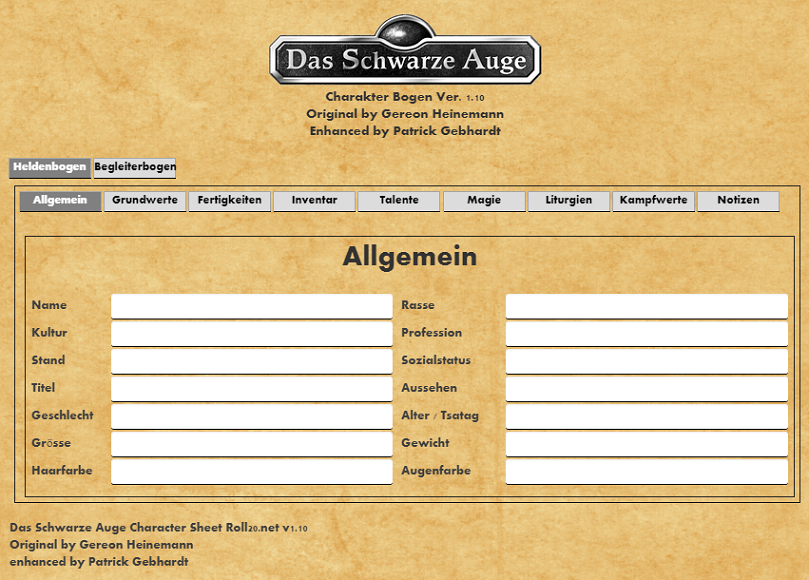 Das Schwarze Auge
Charakter Bogen Ver. 1.10
Original by Gereon Heinemann
Enhanced by Patrick Gebhardt
Heldenbogen Begleiterbogen
Allgemein Grundwerte Fertigkeiten Inventar Talente Magie Liturgien Kampfwerte Notizen
Allgemein
Name Rasse
Kultur Profession
Stand Sozialstatus
Titel Aussehen
Geschlecht Alter / Tsatag
Grösse Gewicht
Haarfarbe Augenfarbe
Das Schwarze Auge Character Sheet Roll20.net v1.10
Original by Gereon Heinemann
enhanced by Patrick Gebhardt